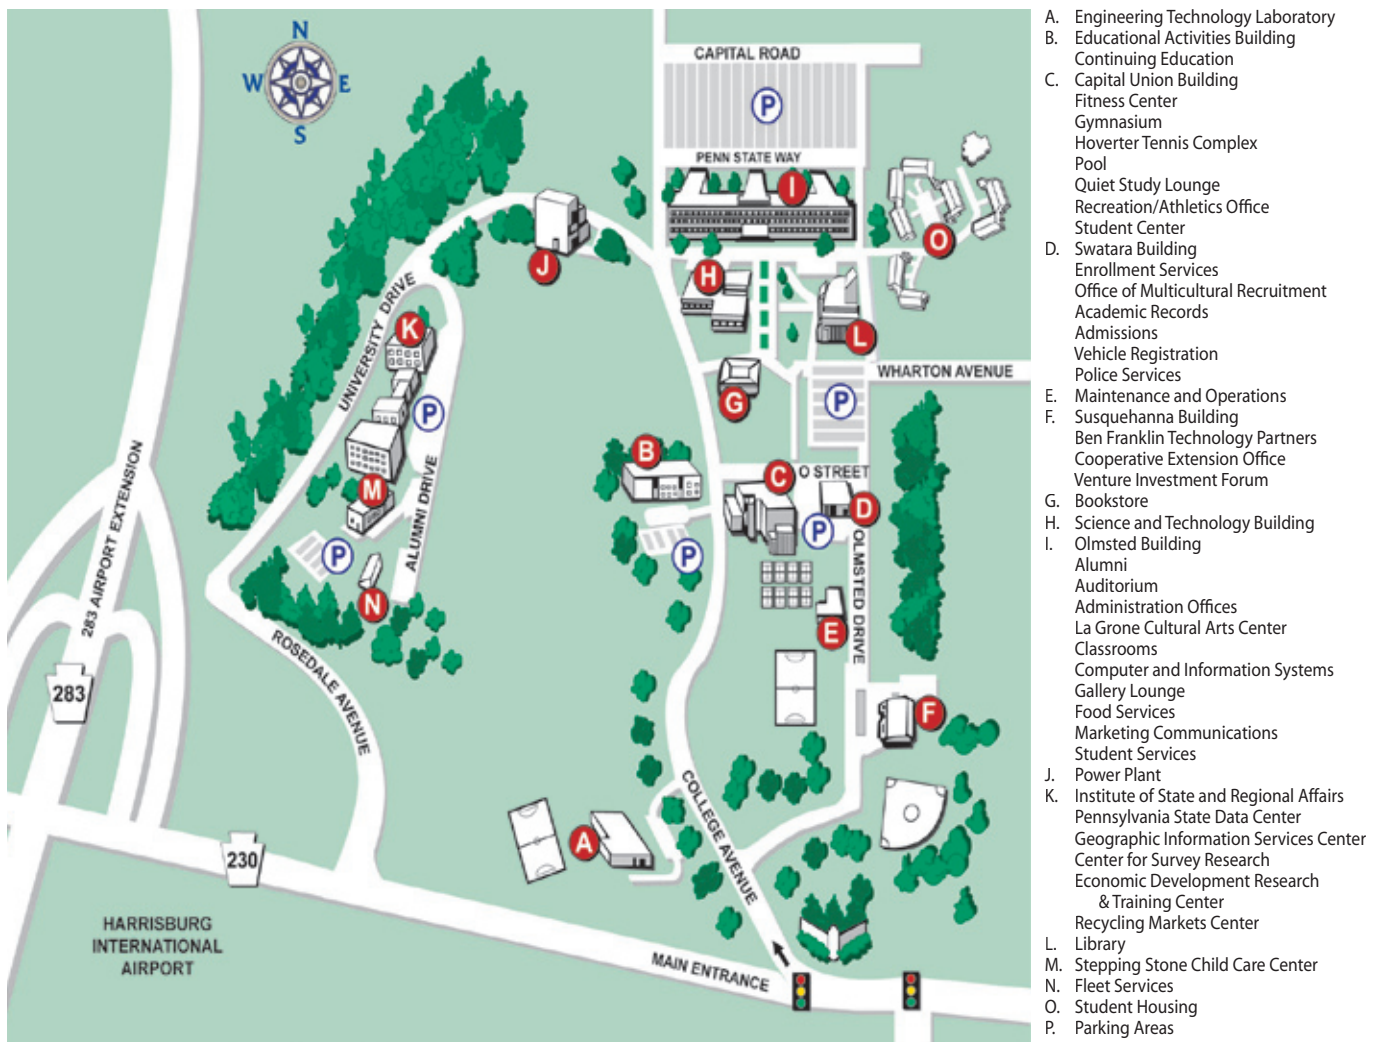 N
W E
S
CAPITAL ROAD
P
PENN STATE WAY
I
O
J
H
UNIVERSITY DRIVE
K
L
WHARTON AVENUE
G
P
P
B
C
O STREET
M
D
ALUMNI DRIVE
P
P
P
OLMSTED DRIVE
283 AIRPORT EXTENSION
N
E
ROSEDALE AVENUE
283
F
COLLEGE AVENUE
A
230
HARRISBURG
INTERNATIONAL
AIRPORT
MAIN ENTRANCE
A. Engineering Technology Laboratory
B. Educational Activities Building
Continuing Education
C. Capital Union Building
Fitness Center
Gymnasium
Hoverter Tennis Complex
Pool
Quiet Study Lounge
Recreation/Athletics Office
Student Center
D. Swatara Building
Enrollment Services
Office of Multicultural Recruitment
Academic Records
Admissions
Vehicle Registration
Police Services
E. Maintenance and Operations
F. Susquehanna Building
Ben Franklin Technology Partners
Cooperative Extension Office
Venture Investment Forum
G. Bookstore
H. Science and Technology Building
I. Olmsted Building
Alumni
Auditorium
Administration Offices
La Grone Cultural Arts Center
Classrooms
Computer and Information Systems
Gallery Lounge
Food Services
Marketing Communications
Student Services
J. Power Plant
K. Institute of State and Regional Affairs
Pennsylvania State Data Center
Geographic Information Services Center
Center for Survey Research
Economic Development Research
& Training Center
Recycling Markets Center
L. Library
M. Stepping Stone Child Care Center
N. Fleet Services
O. Student Housing
P. Parking Areas